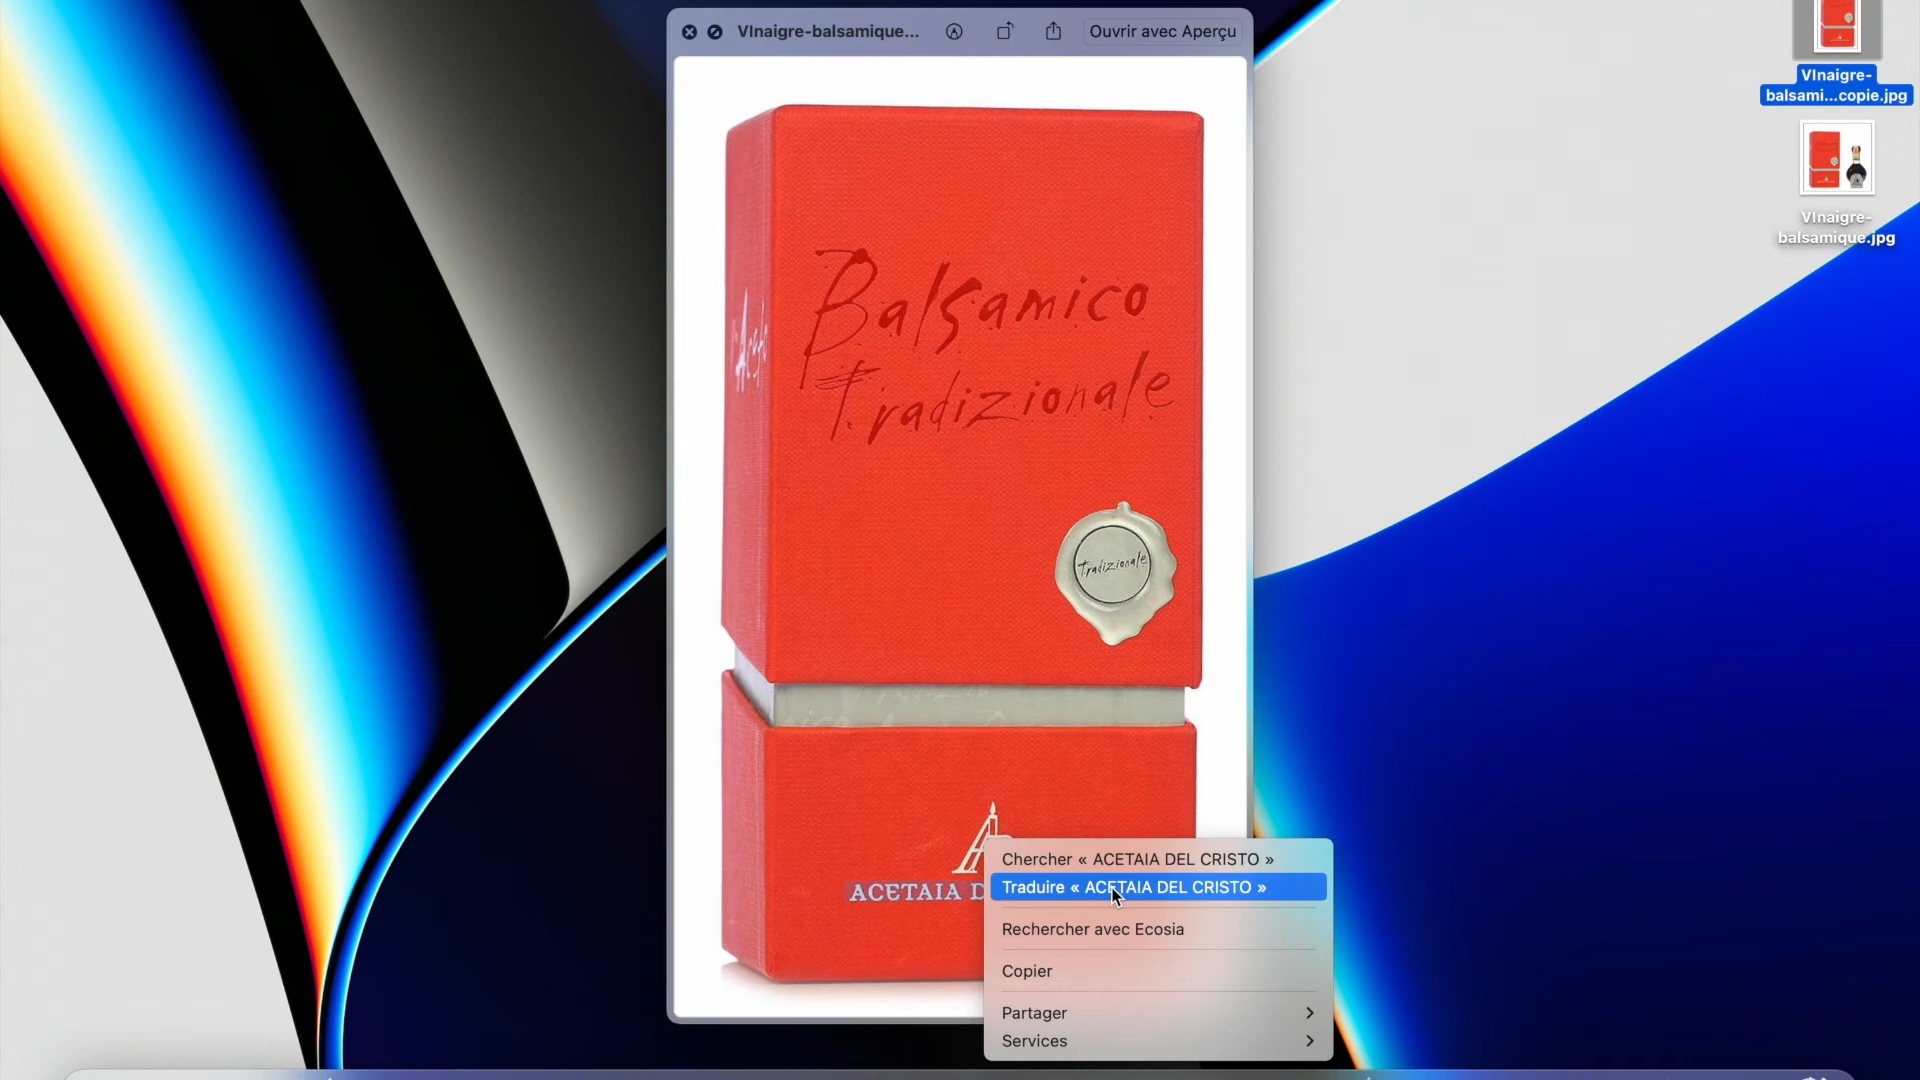 VInaigre-balsamique...
Ouvrir avec Aperçu
VInaigre-
balsami...copie.jpg
VInaigre-
balsamique.jpg
Balsamico
Tradizionale
Tradizionale
ACETAIA D
Chercher « ACETAIA DEL CRISTO »
Traduire « ACETAIA DEL CRISTO »
Rechercher avec Ecosia
Copier
Partager
Services